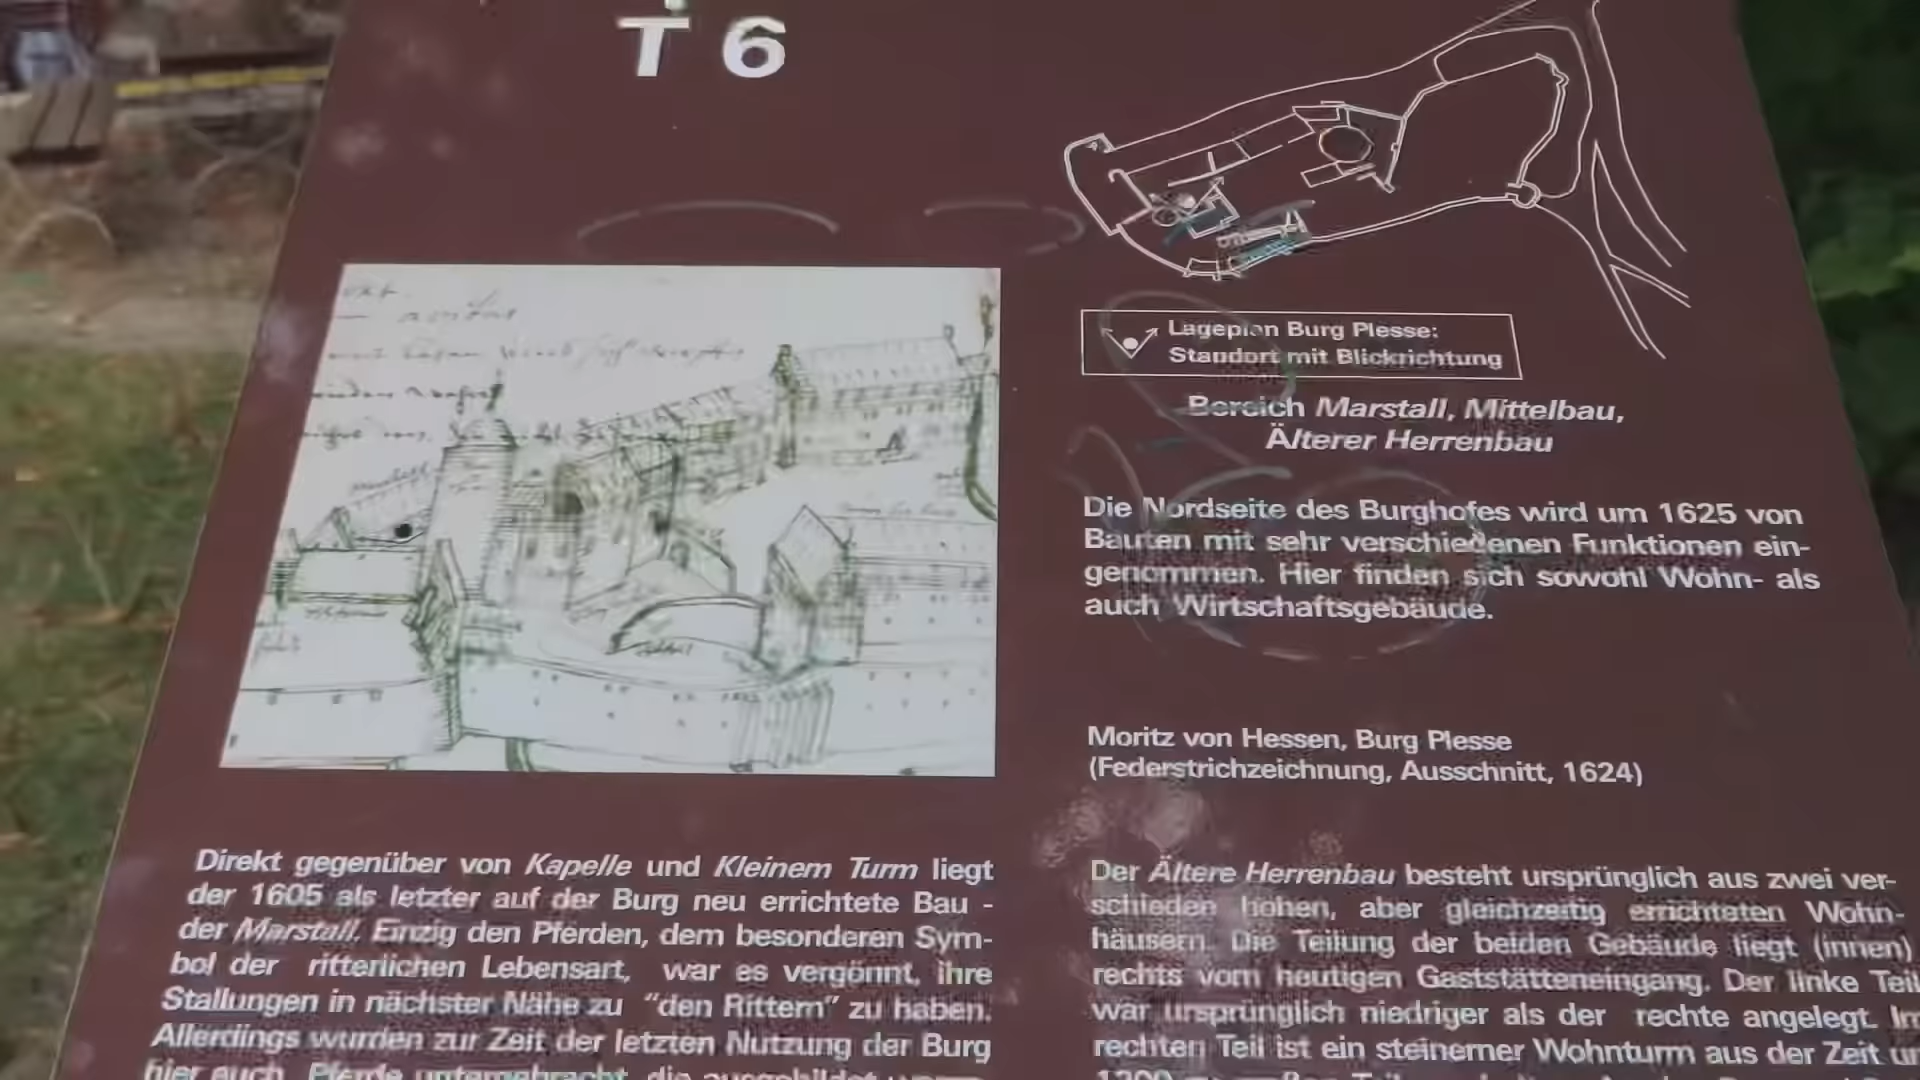 T 6
Lageplan Burg Plesse:
Standort mit Blickrichtung
Bereich Marstall, Mittelbau,
Älterer Herrenbau
Die Nordseite des Burghofes wird um 1625 von
Bauten mit sehr verschiedenen Funktionen ein-
genommen. Hier finden sich sowohl Wohn- als
auch Wirtschaftsgebäude.
Moritz von Hessen, Burg Plesse
(Federstrichzeichnung, Ausschnitt, 1624)
Direkt gegenüber von Kapelle und Kleinem Turm liegt
der 1605 als letzter auf der Burg neu errichtete Bau -
der Marstall. Einzig den Pferden, dem besonderen Sym-
bol der ritterlichen Lebensart, war es vergönnt, ihre
Stallungen in nächster Nähe zu "den Rittern" zu haben.
Allerdings wurden zur Zeit der letzten Nutzung der Burg
hier auch Pferde untergebracht, die
Der Ältere Herrenbau besteht ursprünglich aus zwei ver-
schieden hohen, aber gleichzeitig errichteten Wohn-
häusern. Die Teilung der beiden Gebäude liegt (innen)
rechts vom heutigen Gaststätteneingang. Der linke Teil
war ursprünglich niedriger als der rechte angelegt. Im
rechten Teil ist ein steinerner Wohnturm aus der Zeit